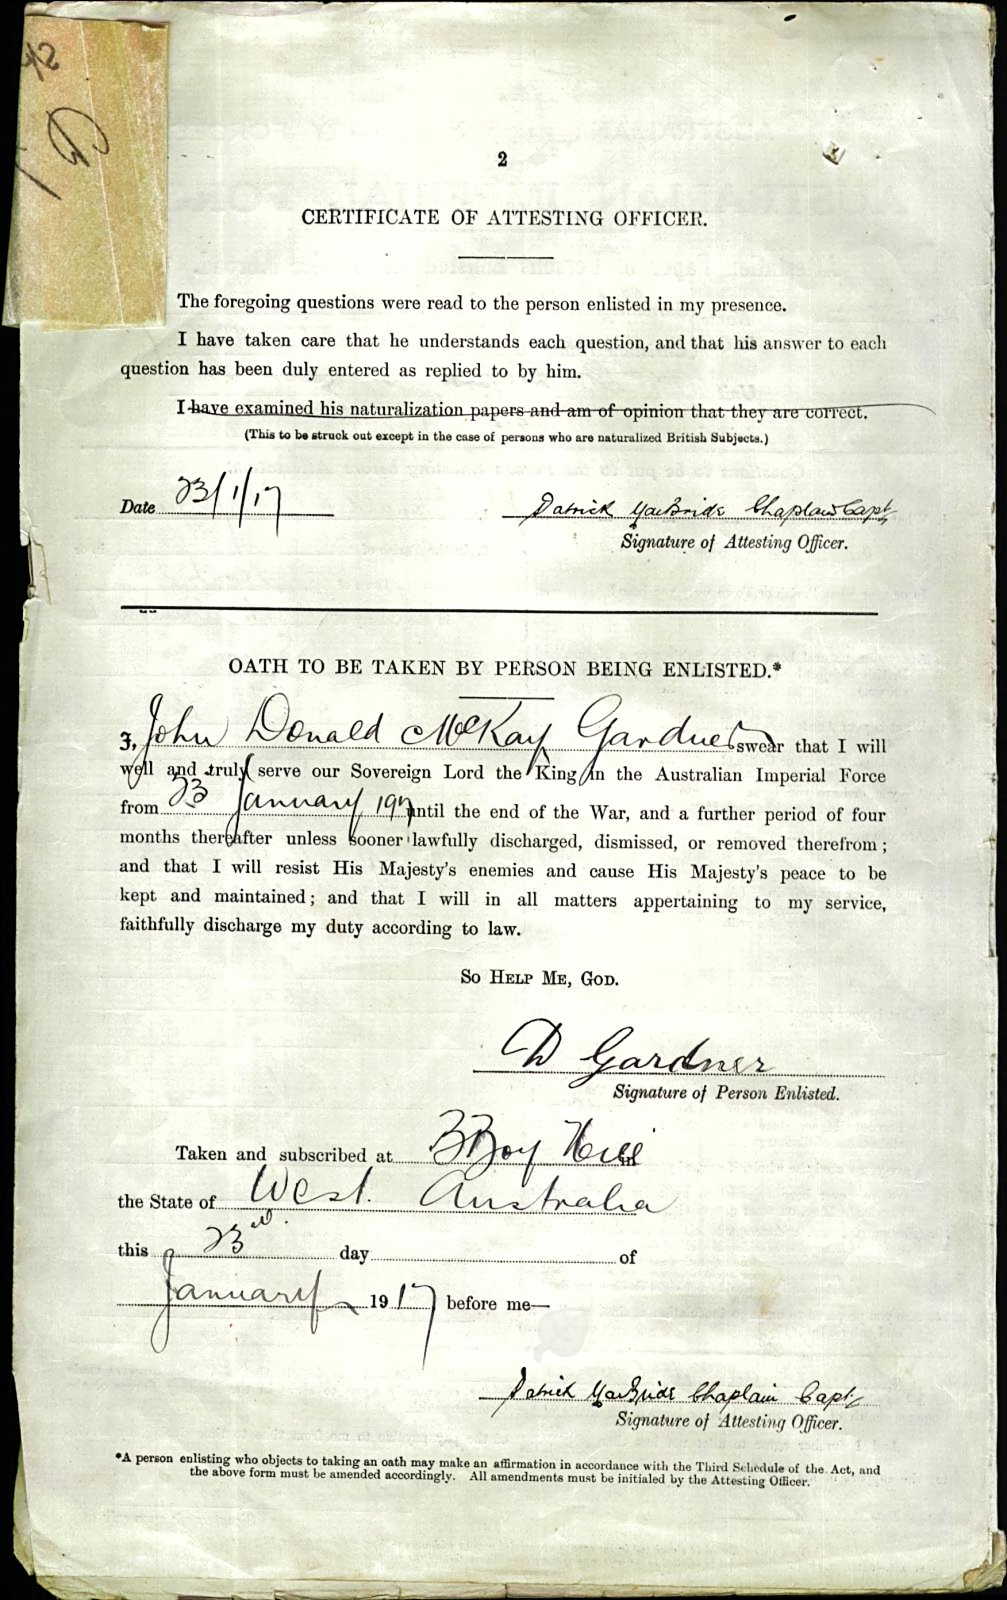 2
CERTIFICATE OF ATTESTING OFFICER.
The foregoing questions were read to the person enlisted in my presence.
I have taken care that he understands each question, and that his answer to each
question has been duly entered as replied to by him.
I have examined his naturalization papers and am of opinion that they are correct.
(This to be struck out except in the case of persons who are naturalized British Subjects.)
Date 23/1/17 Patrick MacBride Chaplain Capt
Signature of Attesting Officer.
OATH TO BE TAKEN BY PERSON BEING ENLISTED.*
I, John Donald McKay Gardner swear that I will
well and truly serve our Sovereign Lord the King in the Australian Imperial Force
from 23 January 1917 until the end of the War, and a further period of four
months thereafter unless sooner lawfully discharged, dismissed, or removed therefrom;
and that I will resist His Majesty's enemies and cause His Majesty's peace to be
kept and maintained; and that I will in all matters appertaining to my service,
faithfully discharge my duty according to law.
So Help Me, God.
D Gardner
Signature of Person Enlisted.
Taken and subscribed at BBoy Hill in
the State of West. Australia
this 23rd day of
January 1917 before me—
Patrick MacBride Chaplain Capt
Signature of Attesting Officer.
*A person enlisting who objects to taking an oath may make an affirmation in accordance with the Third Schedule of the Act, and
the above form must be amended accordingly. All amendments must be initialed by the Attesting Officer.